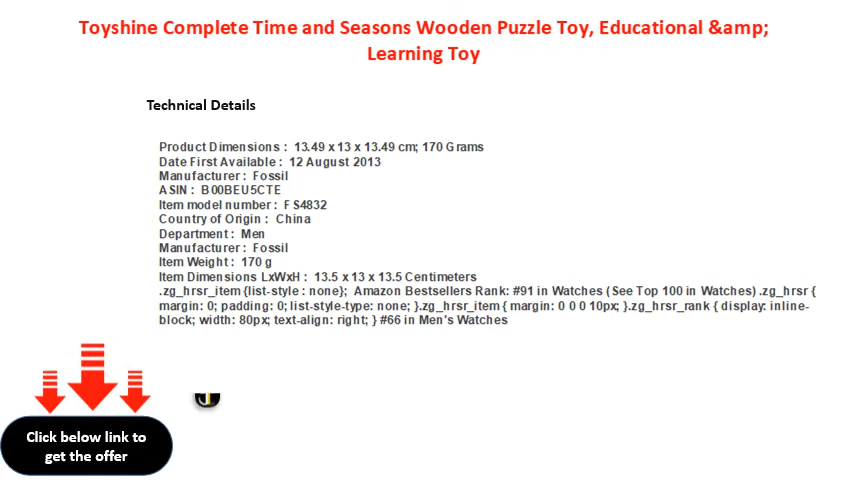 Toyshine Complete Time and Seasons Wooden Puzzle Toy, Educational &amp;
Learning Toy
Technical Details
Product Dimensions : 13.49 x 13 x 13.49 cm; 170 Grams
Date First Available : 12 August 2013
Manufacturer : Fossil
ASIN : B00BEU5CTE
Item model number : FS4832
Country of Origin : China
Department : Men
Manufacturer : Fossil
Item Weight : 170 g
Item Dimensions LxWxH : 13.5 x 13 x 13.5 Centimeters
.zg_hrsr_item {list-style : none}; Amazon Bestsellers Rank: #91 in Watches (See Top 100 in Watches) .zg_hrsr {
margin: 0; padding: 0; list-style-type: none; }.zg_hrsr_item { margin: 0 0 0 10px; }.zg_hrsr_rank { display: inline-
block; width: 80px; text-align: right; } #66 in Men's Watches
Click below link to
get the offer